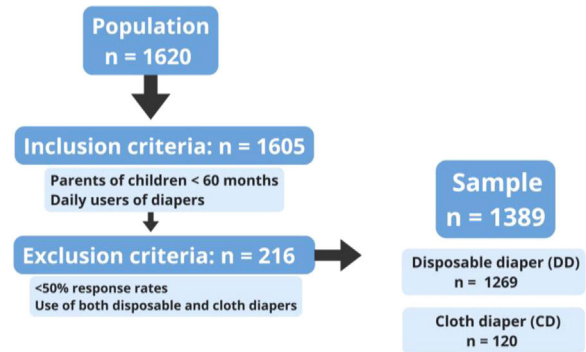 Population
n = 1620
Inclusion criteria: n = 1605
Parents of children < 60 months
Daily users of diapers
Exclusion criteria: n = 216
<50% response rates
Use of both disposable and cloth diapers
Sample
n = 1389
Disposable diaper (DD)
n = 1269
Cloth diaper (CD)
n = 120